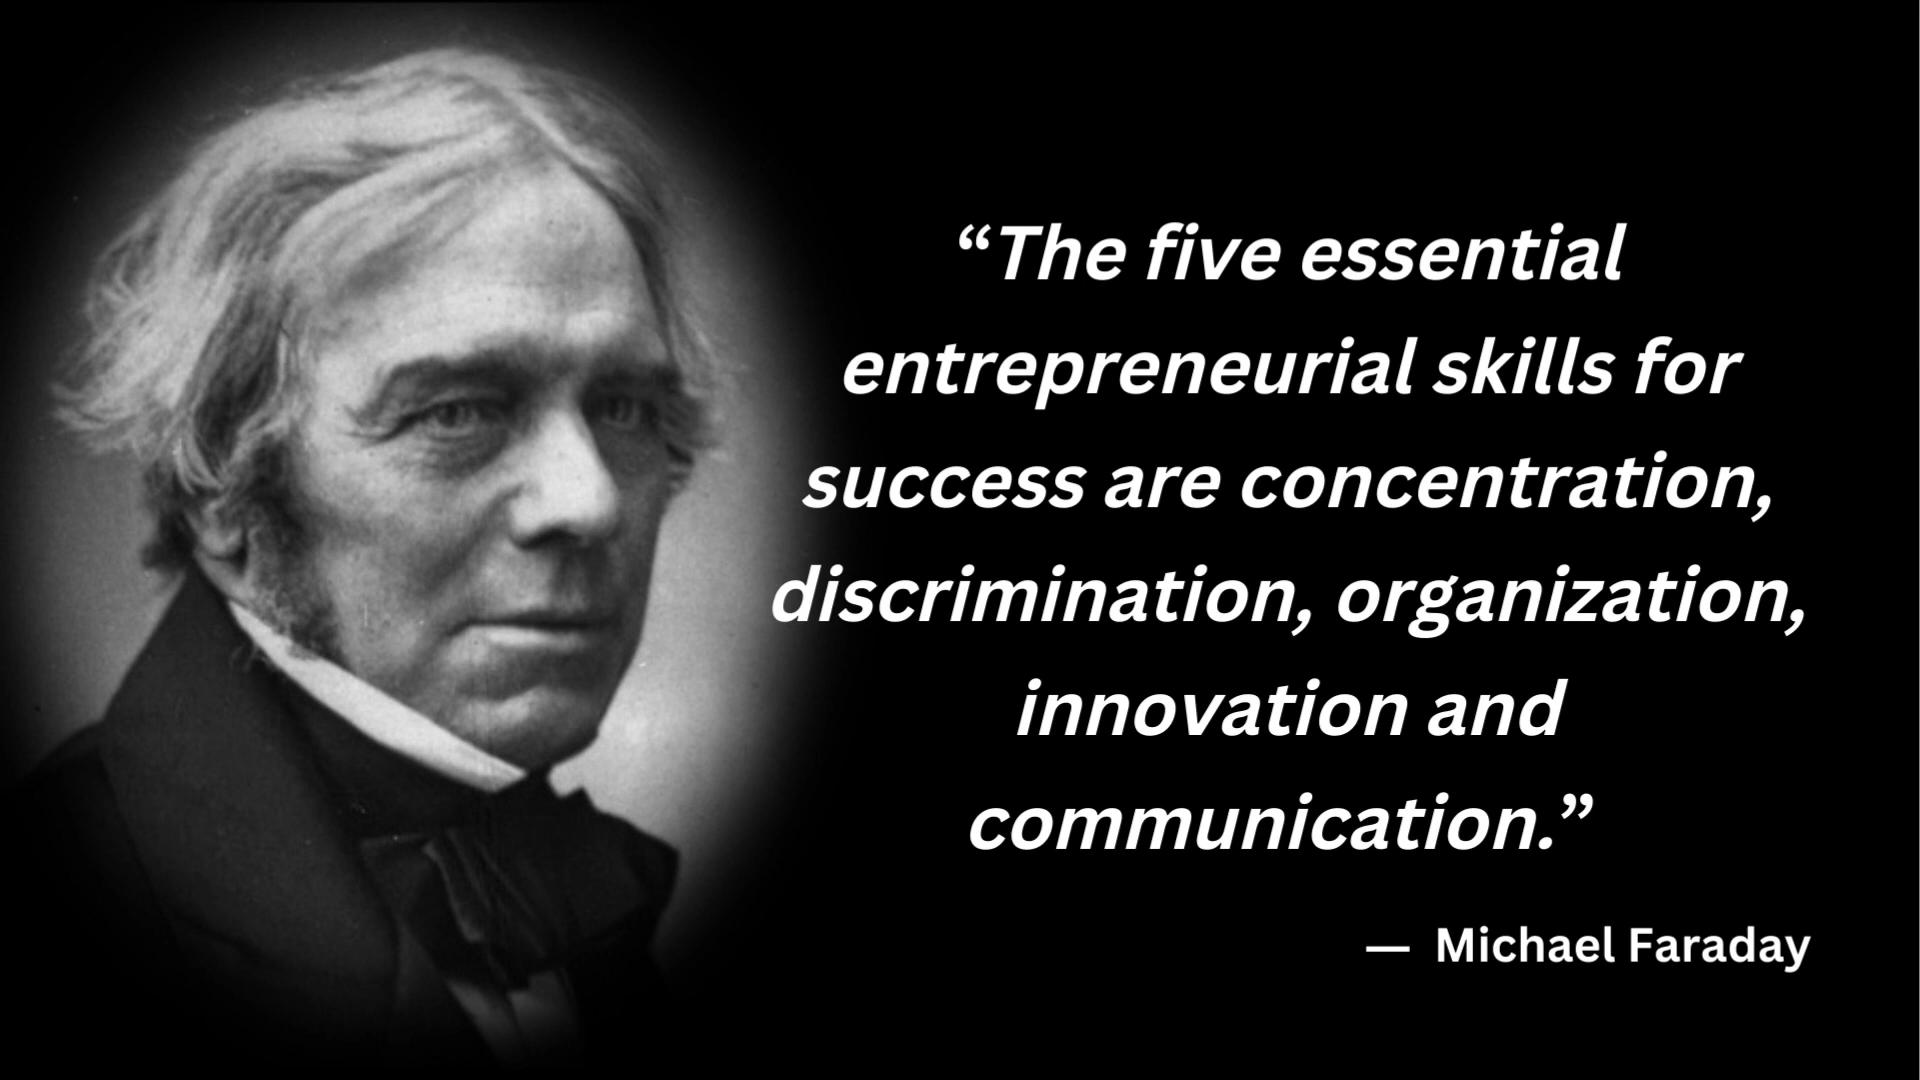 “The five essential
entrepreneurial skills for
success are concentration,
discrimination, organization,
innovation and
communication.”
— Michael Faraday